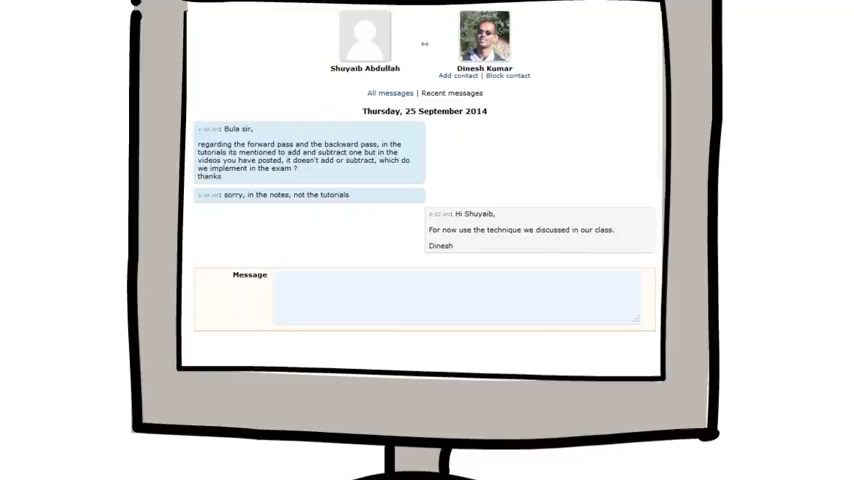 Shuyaib Abdullah
Dinesh Kumar
Add contact | Block contact
All messages | Recent messages
Thursday, 25 September 2014
: Bula sir,
regarding the forward pass and the backward pass, in the
tutorials its mentioned to add and subtract one but in the
videos you have posted, it doesn't add or subtract, which do
we implement in the exam ?
thanks
: sorry, in the notes, not the tutorials
: Hi Shuyaib,
For now use the technique we discussed in our class.
Dinesh
Message